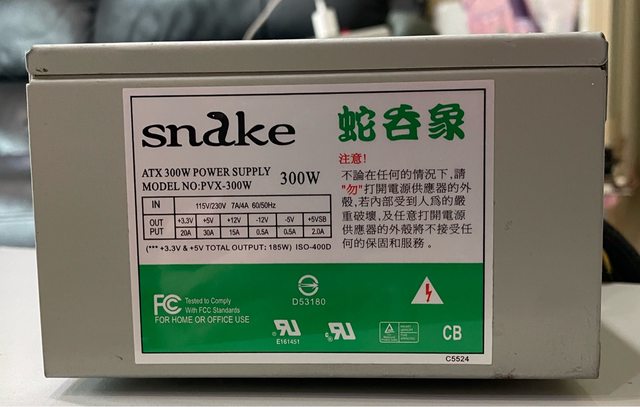 snake
ATX 300W POWER SUPPLY
MODEL NO:PVX-300W
300W
IN 115V/230V 7A/4A 60/50Hz
OUT PUT +3.3V +5V +12V -12V -5V +5VSB
20A 30A 15A 0.5A 0.5A 2.0A
(*** +3.3V & +5V TOTAL OUTPUT: 185W) ISO-400D
蛇吞象
注意!
不論在任何的情況下,請
"勿"打開電源供應器的外
殼,若內部受到人為的嚴
重破壞,及任意打開電源
供應器的外殼將不接受任
何的保固和服務。
FC Tested to Comply
With FCC Standards
FOR HOME OR OFFICE USE
D53180
E161451
CB
C5524